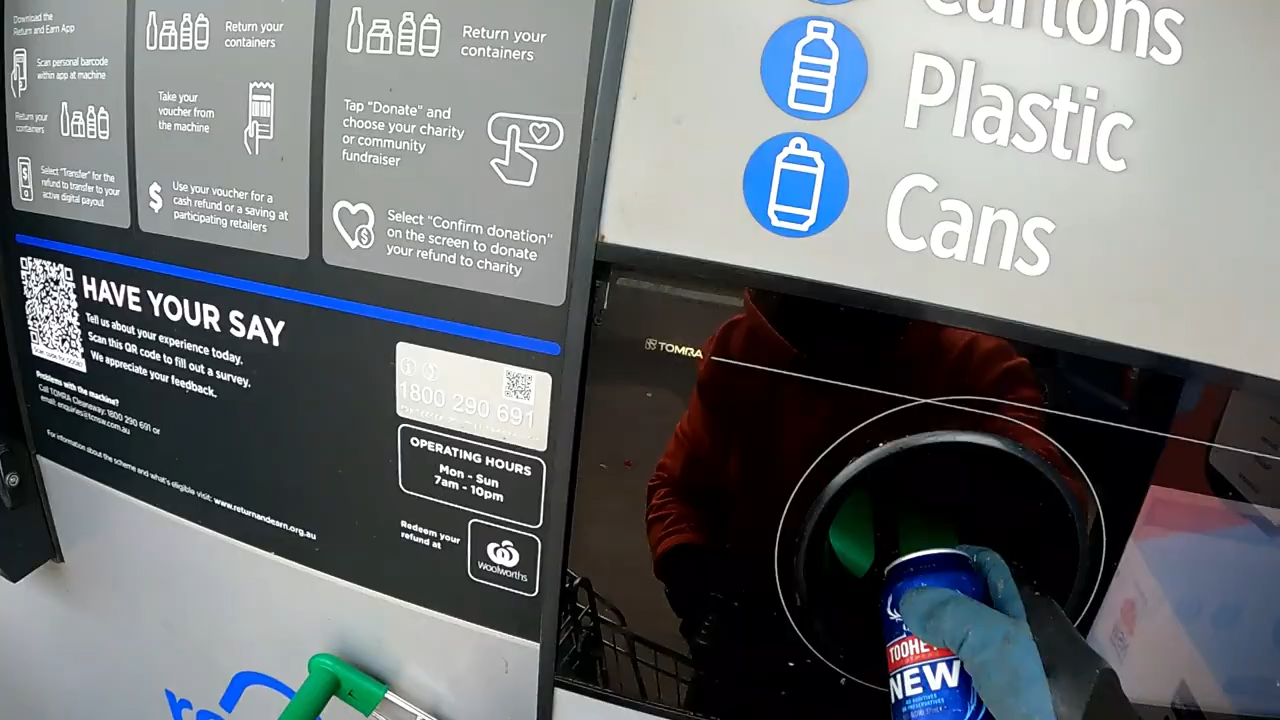 Download the
Return and Earn App
Scan personal barcode
within app at machine
Return your
containers
Select "Transfer" for the
refund to transfer to your
active digital payout
Return your
containers
Take your
voucher from
the machine
Use your voucher for a
cash refund or a saving at
participating retailers
Return your
containers
Tap "Donate" and
choose your charity
or community
fundraiser
Select "Confirm donation"
on the screen to donate
your refund to charity
HAVE YOUR SAY
Tell us about your experience today.
Scan this QR code to fill out a survey.
We appreciate your feedback.
Problems with the machine?
Call TOMRA Cleanaway: 1800 290 691 or
email: enquiries@tcnsw.com.au
For information about the scheme and what's eligible visit: www.returnandearn.org.au
1800 290 691
OPERATING HOURS
Mon - Sun
7am - 10pm
Redeem your
refund at
woolworths
Cartons
Plastic
Cans
TOMRA
TOOHEY
NEW